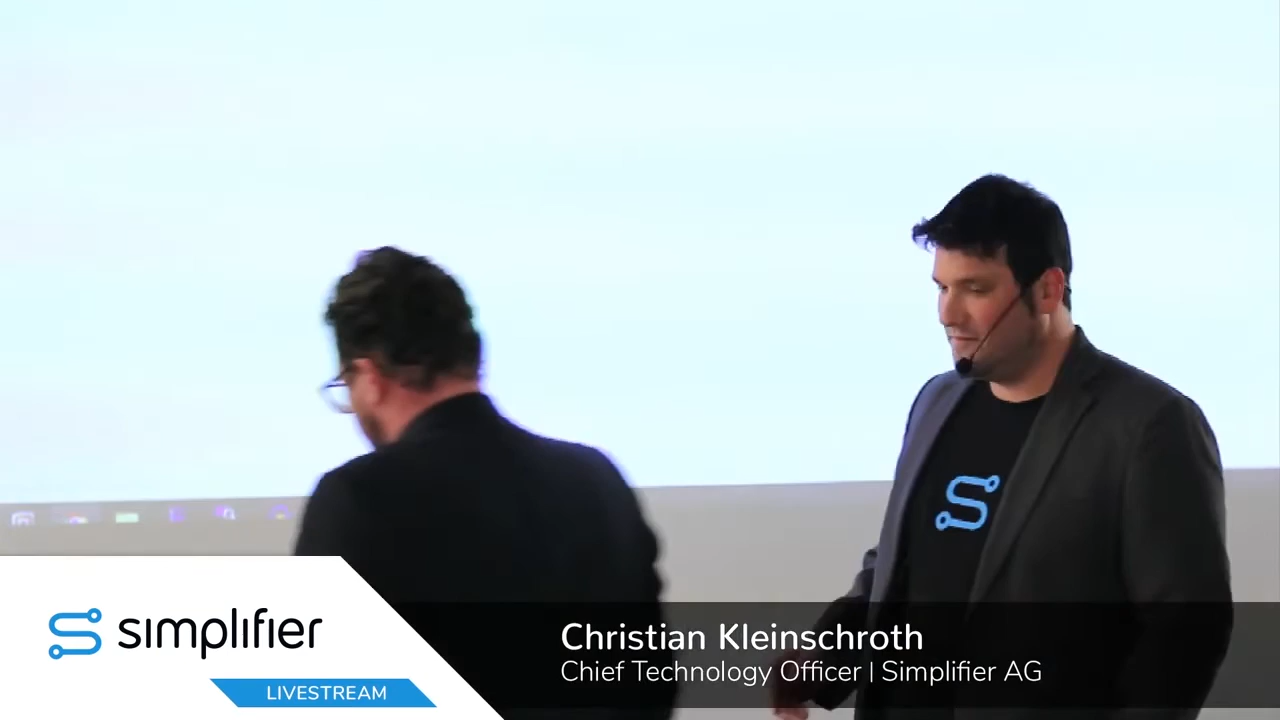 Christian Kleinschroth
Chief Technology Officer | Simplifier AG
simplifier
LIVESTREAM